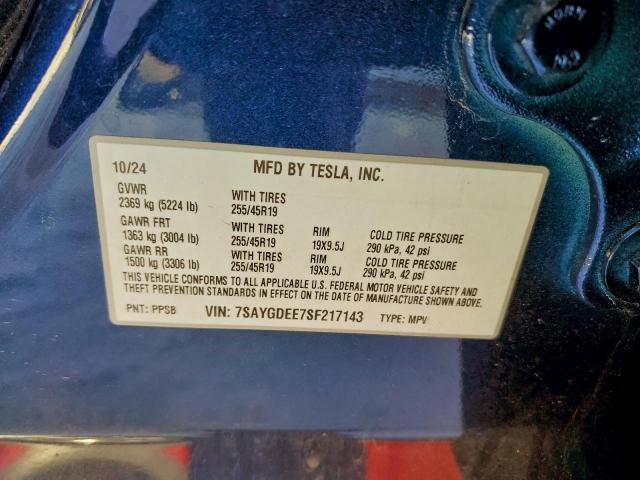 10/24 MFD BY TESLA, INC.
GVWR
2369 kg (5224 lb) WITH TIRES 255/45R19
GAWR FRT
1363 kg (3004 lb) WITH TIRES 255/45R19 RIM 19X9.5J COLD TIRE PRESSURE 290 kPa, 42 psi
GAWR RR
1500 kg (3306 lb) WITH TIRES 255/45R19 RIM 19X9.5J COLD TIRE PRESSURE 290 kPa, 42 psi
THIS VEHICLE CONFORMS TO ALL APPLICABLE U.S. FEDERAL MOTOR VEHICLE SAFETY AND
THEFT PREVENTION STANDARDS IN EFFECT ON THE DATE OF MANUFACTURE SHOWN ABOVE.
PNT: PPSB VIN: 7SAYGDEE7SF217143 TYPE: MPV